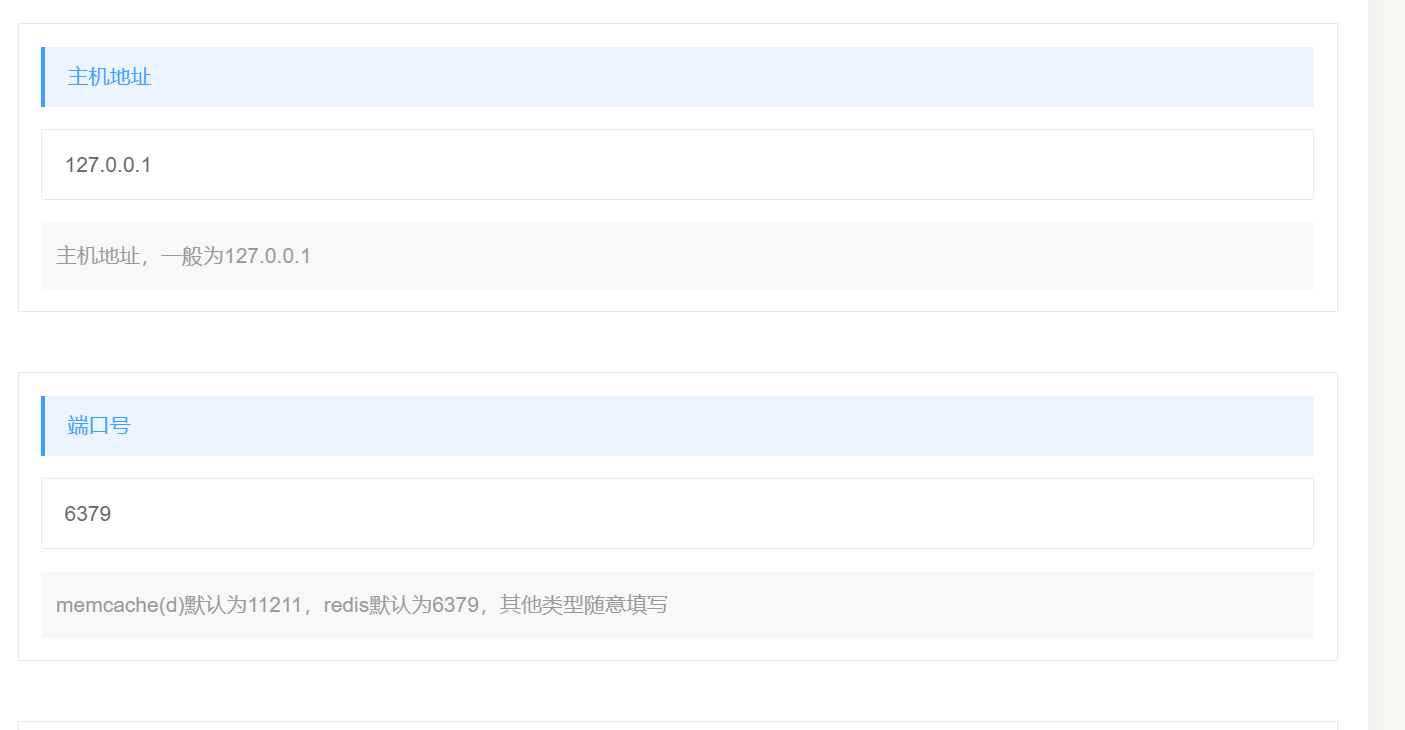 主机地址
127.0.0.1
主机地址，一般为127.0.0.1
端口号
6379
memcache(d)默认为11211，redis默认为6379，其他类型随意填写